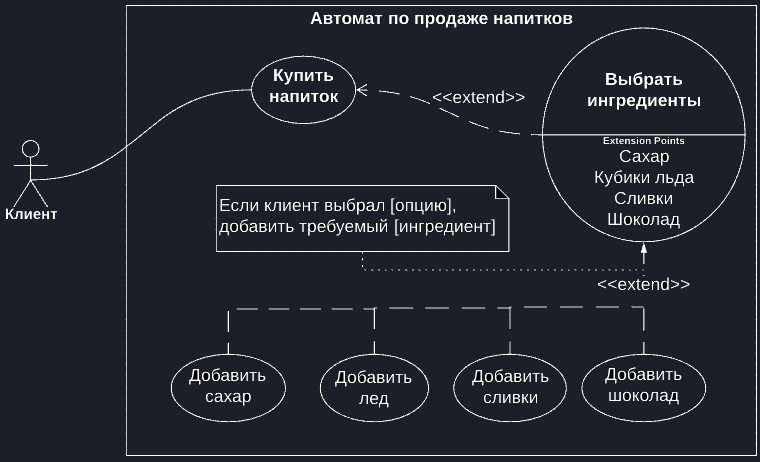 Автомат по продаже напитков
Купить
напиток
<<extend>>
Выбрать
ингредиенты
Extension Points
Сахар
Кубики льда
Сливки
Шоколад
Клиент
Если клиент выбрал [опцию],
добавить требуемый [ингредиент]
<<extend>>
Добавить
сахар
Добавить
лед
Добавить
сливки
Добавить
шоколад